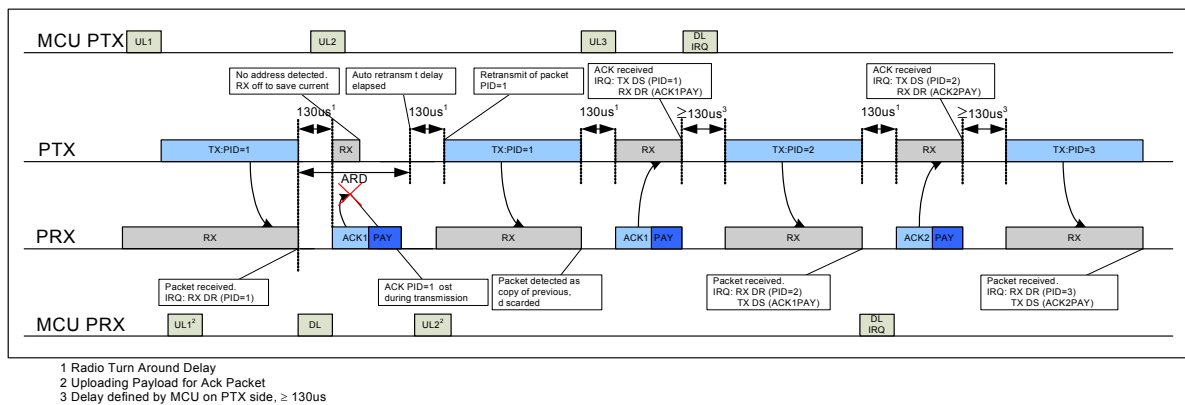 MCU PTX
UL1
UL2
UL3
DL
IRQ
No address detected.
RX off to save current
Auto retransm t delay
elapsed
Retransmit of packet
PID=1
ACK received
IRQ: TX DS (PID=1)
RX DR (ACK1PAY)
ACK received
IRQ: TX DS (PID=2)
RX DR (ACK2PAY)
130us¹
130us¹
130us¹
≥130us³
130us¹
≥130us³
PTX
TX:PID=1
RX
TX:PID=1
RX
TX:PID=2
RX
TX:PID=3
ARD
PRX
RX
ACK1
PAY
RX
ACK1
PAY
RX
ACK2
PAY
RX
Packet received.
IRQ: RX DR (PID=1)
ACK PID=1 ost
during transmission
Packet detected as
copy of previous,
d scarded
Packet received.
IRQ: RX DR (PID=2)
TX DS (ACK1PAY)
Packet received.
IRQ: RX DR (PID=3)
TX DS (ACK2PAY)
MCU PRX
UL1²
DL
UL2²
DL
IRQ
1 Radio Turn Around Delay
2 Uploading Payload for Ack Packet
3 Delay defined by MCU on PTX side, ≥ 130us